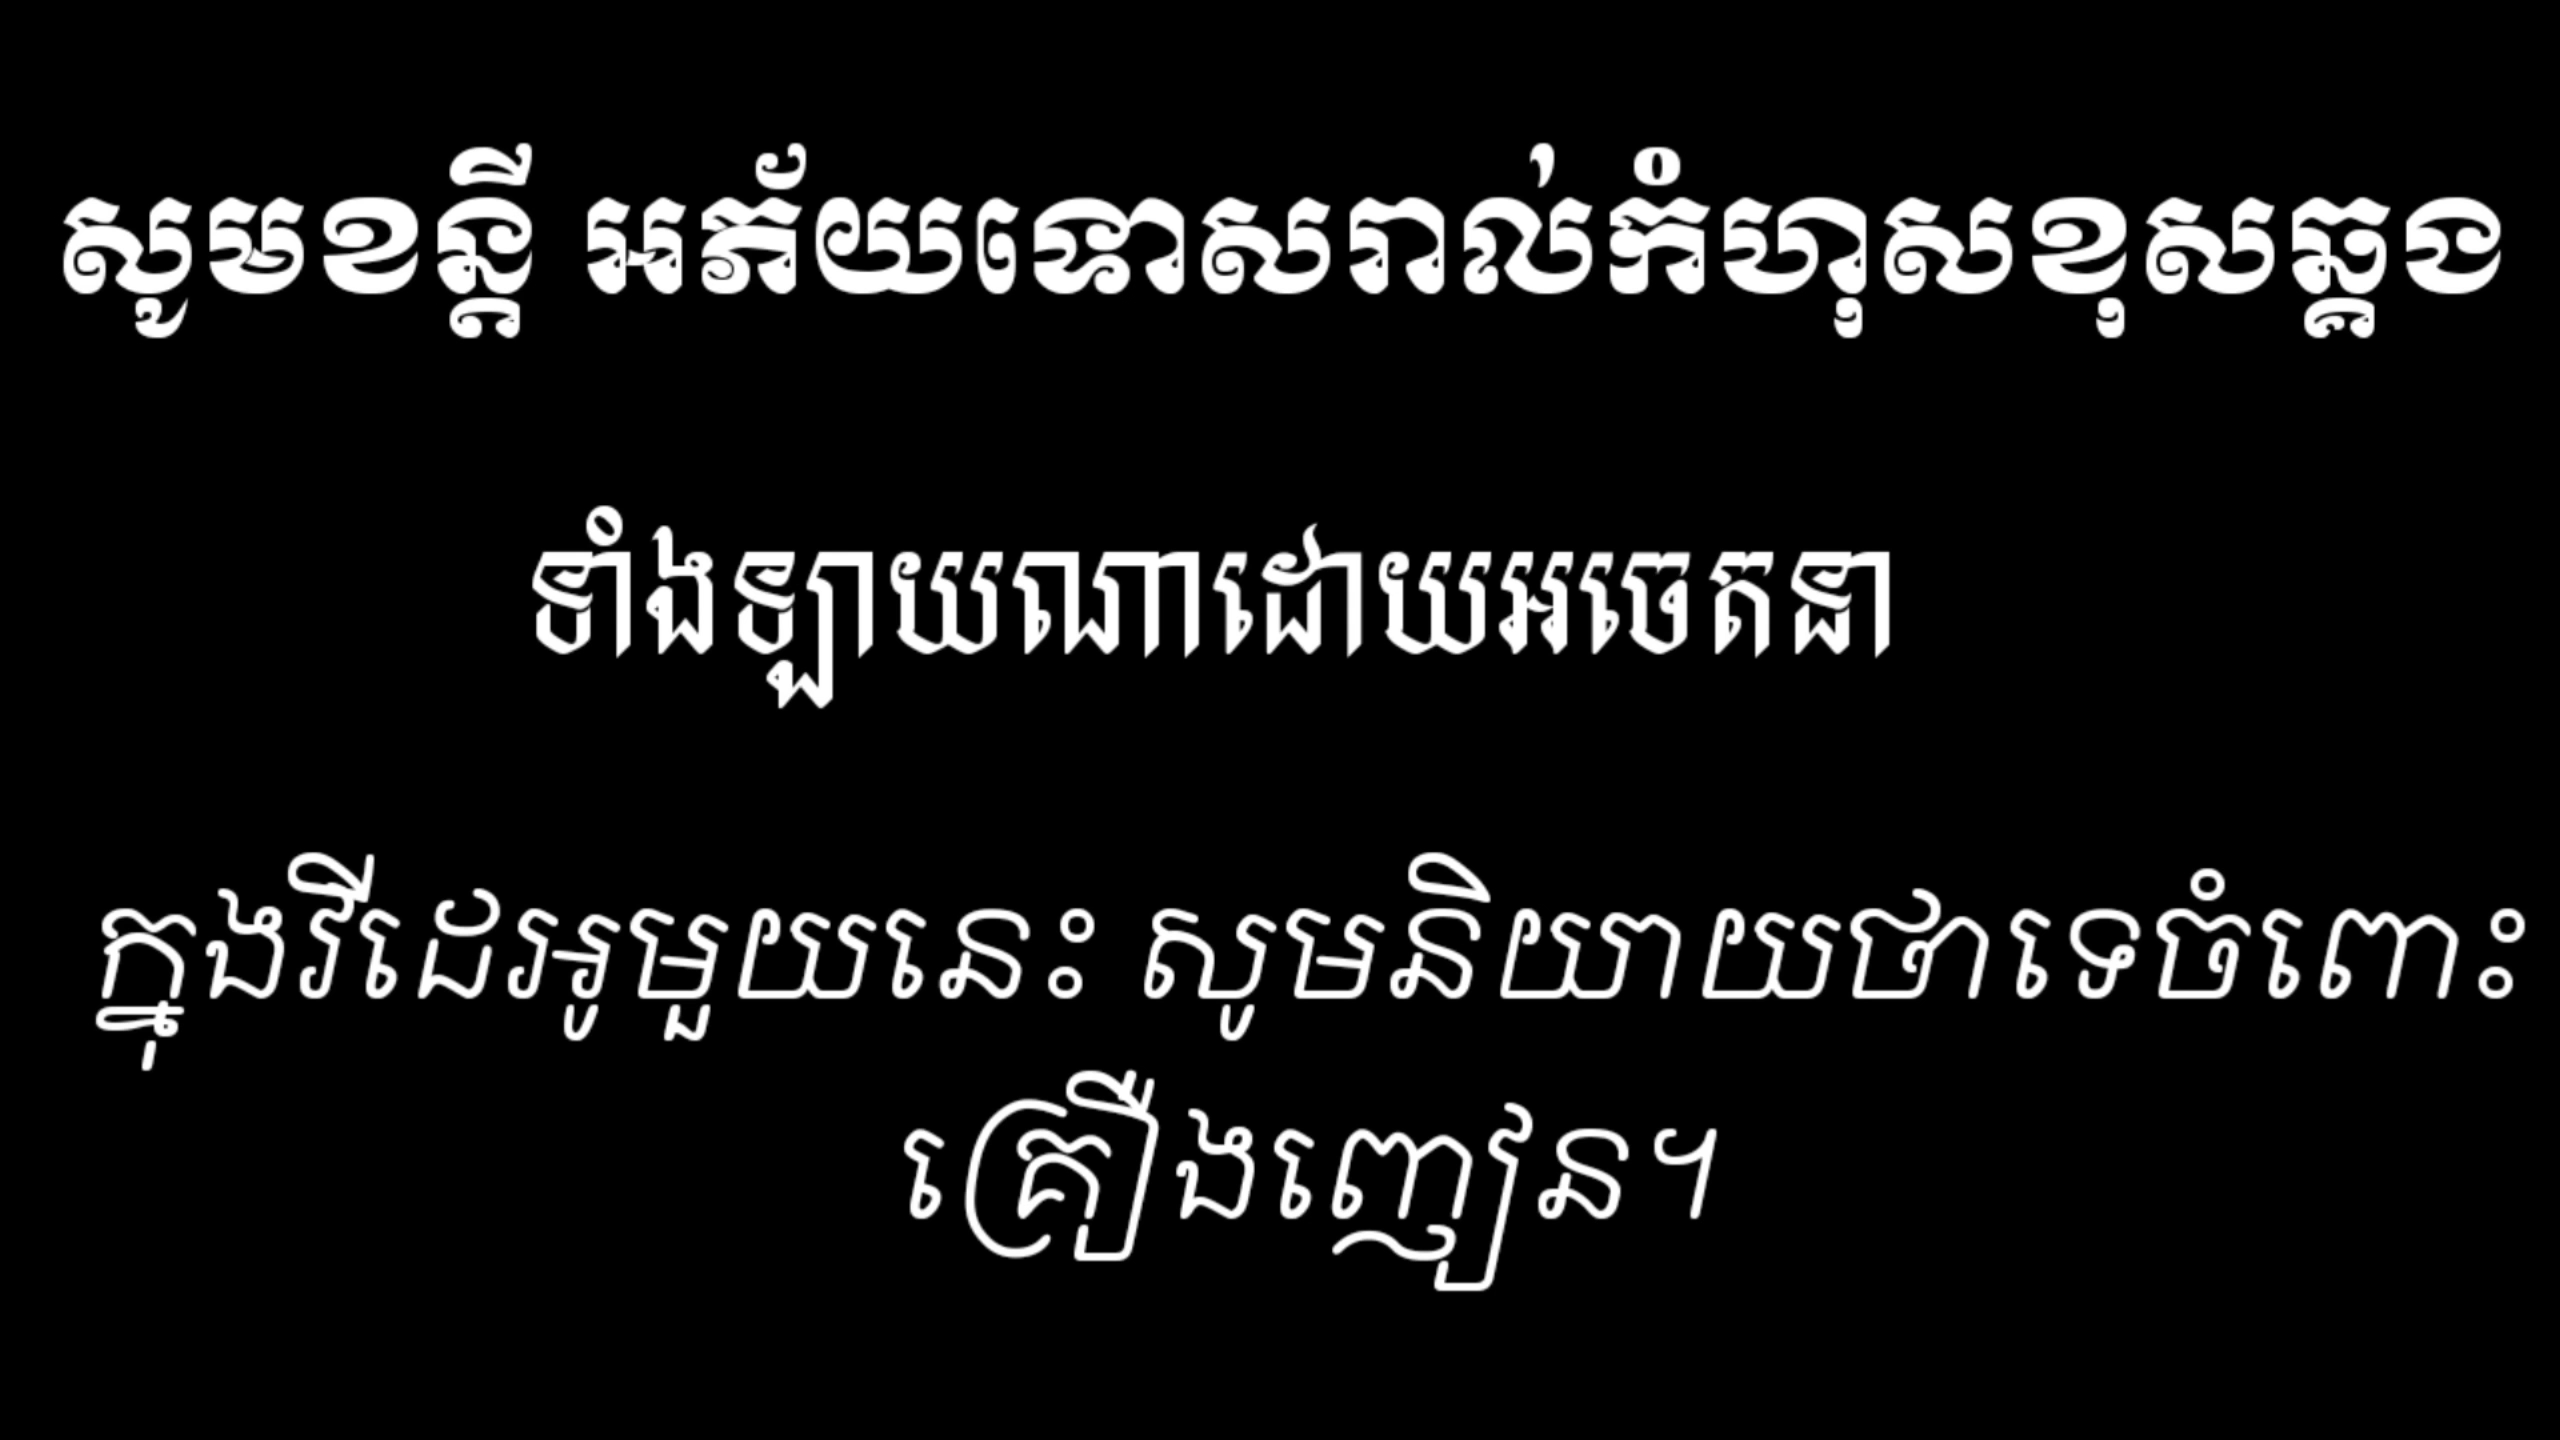 សូមខន្តី អភ័យទោសរាល់កំហុសខុសឆ្គង
ទាំងឡាយណាដោយអចេតនា
ក្នុងវីដេអូមួយនេះ សូមនិយាយថាទេចំពោះ
គ្រឿងញៀន។